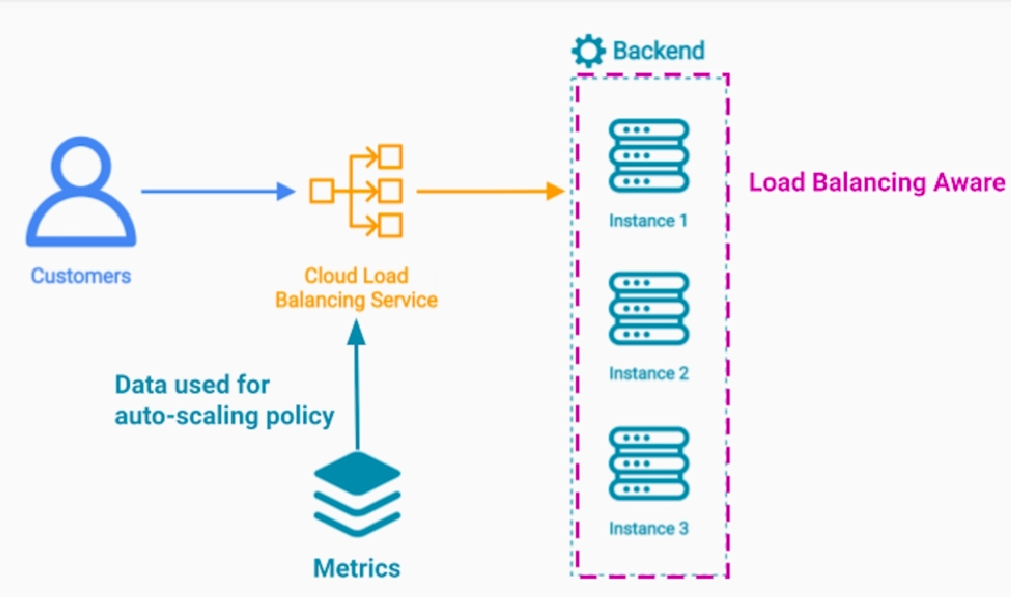 Backend
Instance 1
Load Balancing Aware
Customers
Cloud Load
Balancing Service
Instance 2
Data used for
auto-scaling policy
Instance 3
Metrics